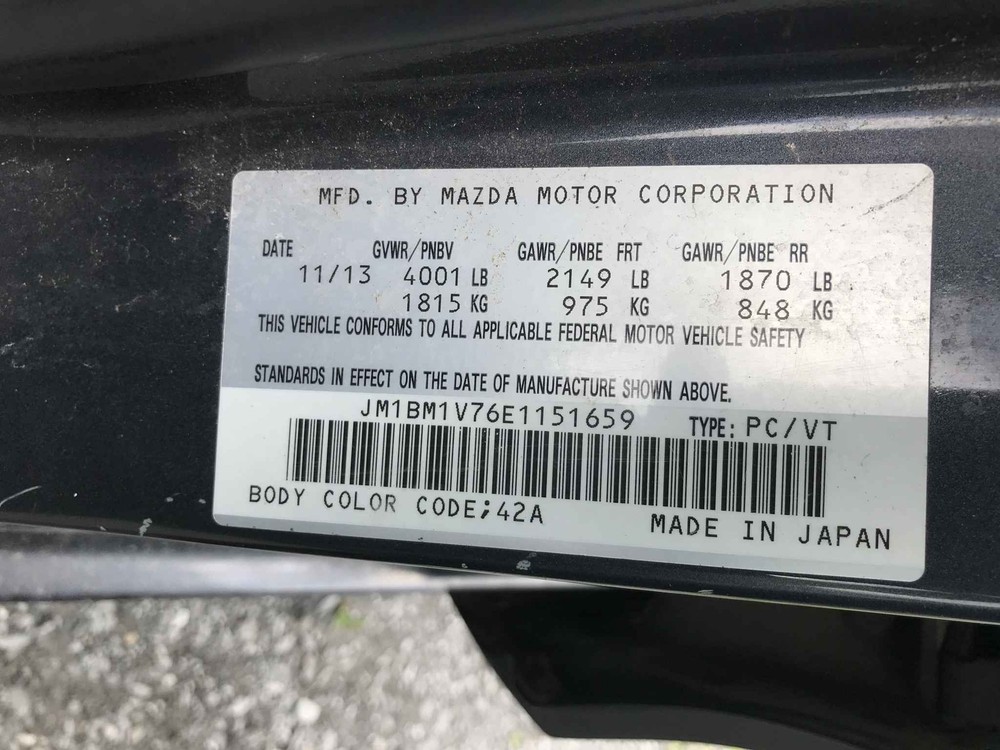 MFD. BY MAZDA MOTOR CORPORATION
DATE GVWR/PNBV GAWR/PNBE FRT GAWR/PNBE RR
11/13 4001 LB 2149 LB 1870 LB
1815 KG 975 KG 848 KG
THIS VEHICLE CONFORMS TO ALL APPLICABLE FEDERAL MOTOR VEHICLE SAFETY
STANDARDS IN EFFECT ON THE DATE OF MANUFACTURE SHOWN ABOVE.
JM1BM1V76E1151659 TYPE: PC/VT
BODY COLOR CODE;42A MADE IN JAPAN